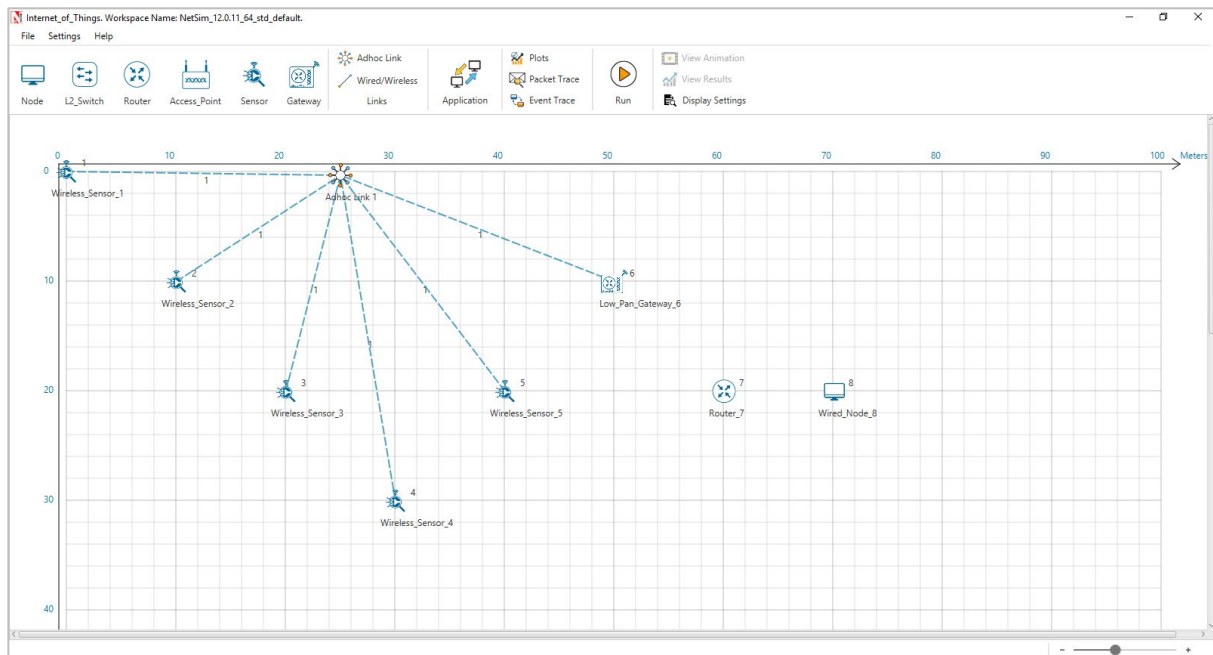 Internet_of_Things. Workspace Name: NetSim_12.0.11_64_std_default.
File Settings Help
Adhoc Link Plots View Animation
Wired/Wireless Packet Trace View Results
Node L2_Switch Router Access_Point Sensor Gateway Links Application Event Trace Run Display Settings
0 10 20 30 40 50 60 70 80 90 100 Meters
0
1
Wireless_Sensor_1
1
Adhoc Link 1
1
1
10
2
Wireless_Sensor_2
1
1
6
Low_Pan_Gateway_6
1
20
3
Wireless_Sensor_3
5
Wireless_Sensor_5
7
Router_7
8
Wired_Node_8
30
4
Wireless_Sensor_4
40
- +